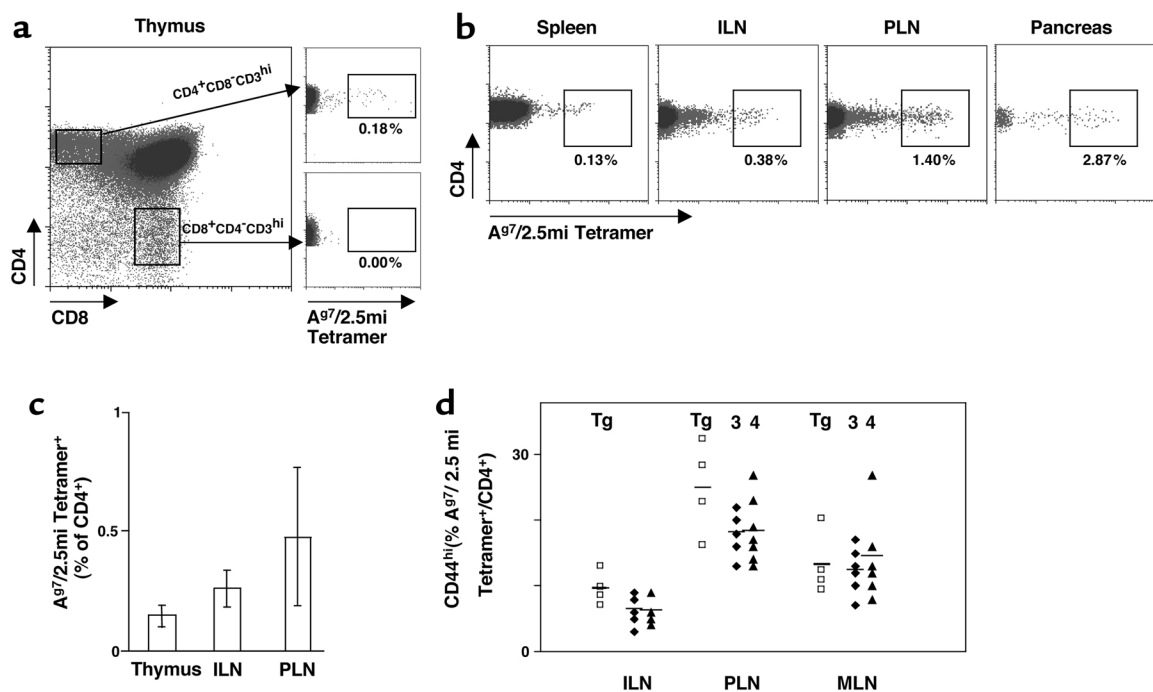 a
Thymus
CD4⁺CD8⁻CD3ʰⁱ
0.18%
CD8⁺CD4⁻CD3ʰⁱ
0.00%
CD4
CD8
Aᵍ⁷/2.5mi
Tetramer
b
Spleen
ILN
PLN
Pancreas
CD4
0.13%
0.38%
1.40%
2.87%
Aᵍ⁷/2.5mi Tetramer
c
Aᵍ⁷/2.5mi Tetramer⁺
(% of CD4⁺)
1
0.5
0
Thymus
ILN
PLN
d
CD44ʰⁱ(% Aᵍ⁷/ 2.5 mi
Tetramer⁺/CD4⁺)
30
0
Tg
Tg 3 4
Tg 3 4
ILN
PLN
MLN